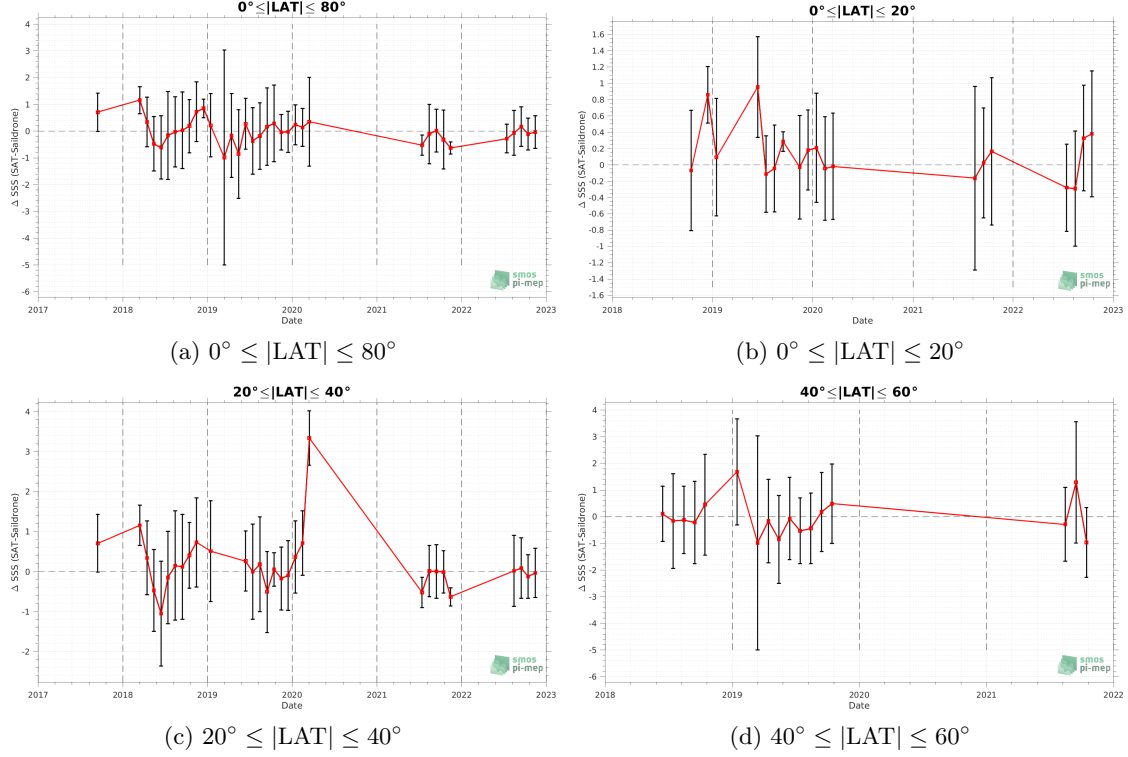 0°≤|LAT|≤ 80°
Δ SSS (SAT-Saildrone)
4
3
2
1
0
-1
-2
-3
-4
-5
-6
smos
pi-mep
2017 2018 2019 2020 2021 2022 2023
Date
(a) 0° ≤ |LAT| ≤ 80°
0°≤|LAT|≤ 20°
Δ SSS (SAT-Saildrone)
1.6
1.4
1.2
1
0.8
0.6
0.4
0.2
0
-0.2
-0.4
-0.6
-0.8
-1
-1.2
-1.4
-1.6
smos
pi-mep
2018 2019 2020 2021 2022 2023
Date
(b) 0° ≤ |LAT| ≤ 20°
20°≤|LAT|≤ 40°
Δ SSS (SAT-Saildrone)
4
3
2
1
0
-1
-2
smos
pi-mep
2017 2018 2019 2020 2021 2022 2023
Date
(c) 20° ≤ |LAT| ≤ 40°
40°≤|LAT|≤ 60°
Δ SSS (SAT-Saildrone)
4
3
2
1
0
-1
-2
-3
-4
-5
-6
smos
pi-mep
2018 2019 2020 2021 2022
Date
(d) 40° ≤ |LAT| ≤ 60°